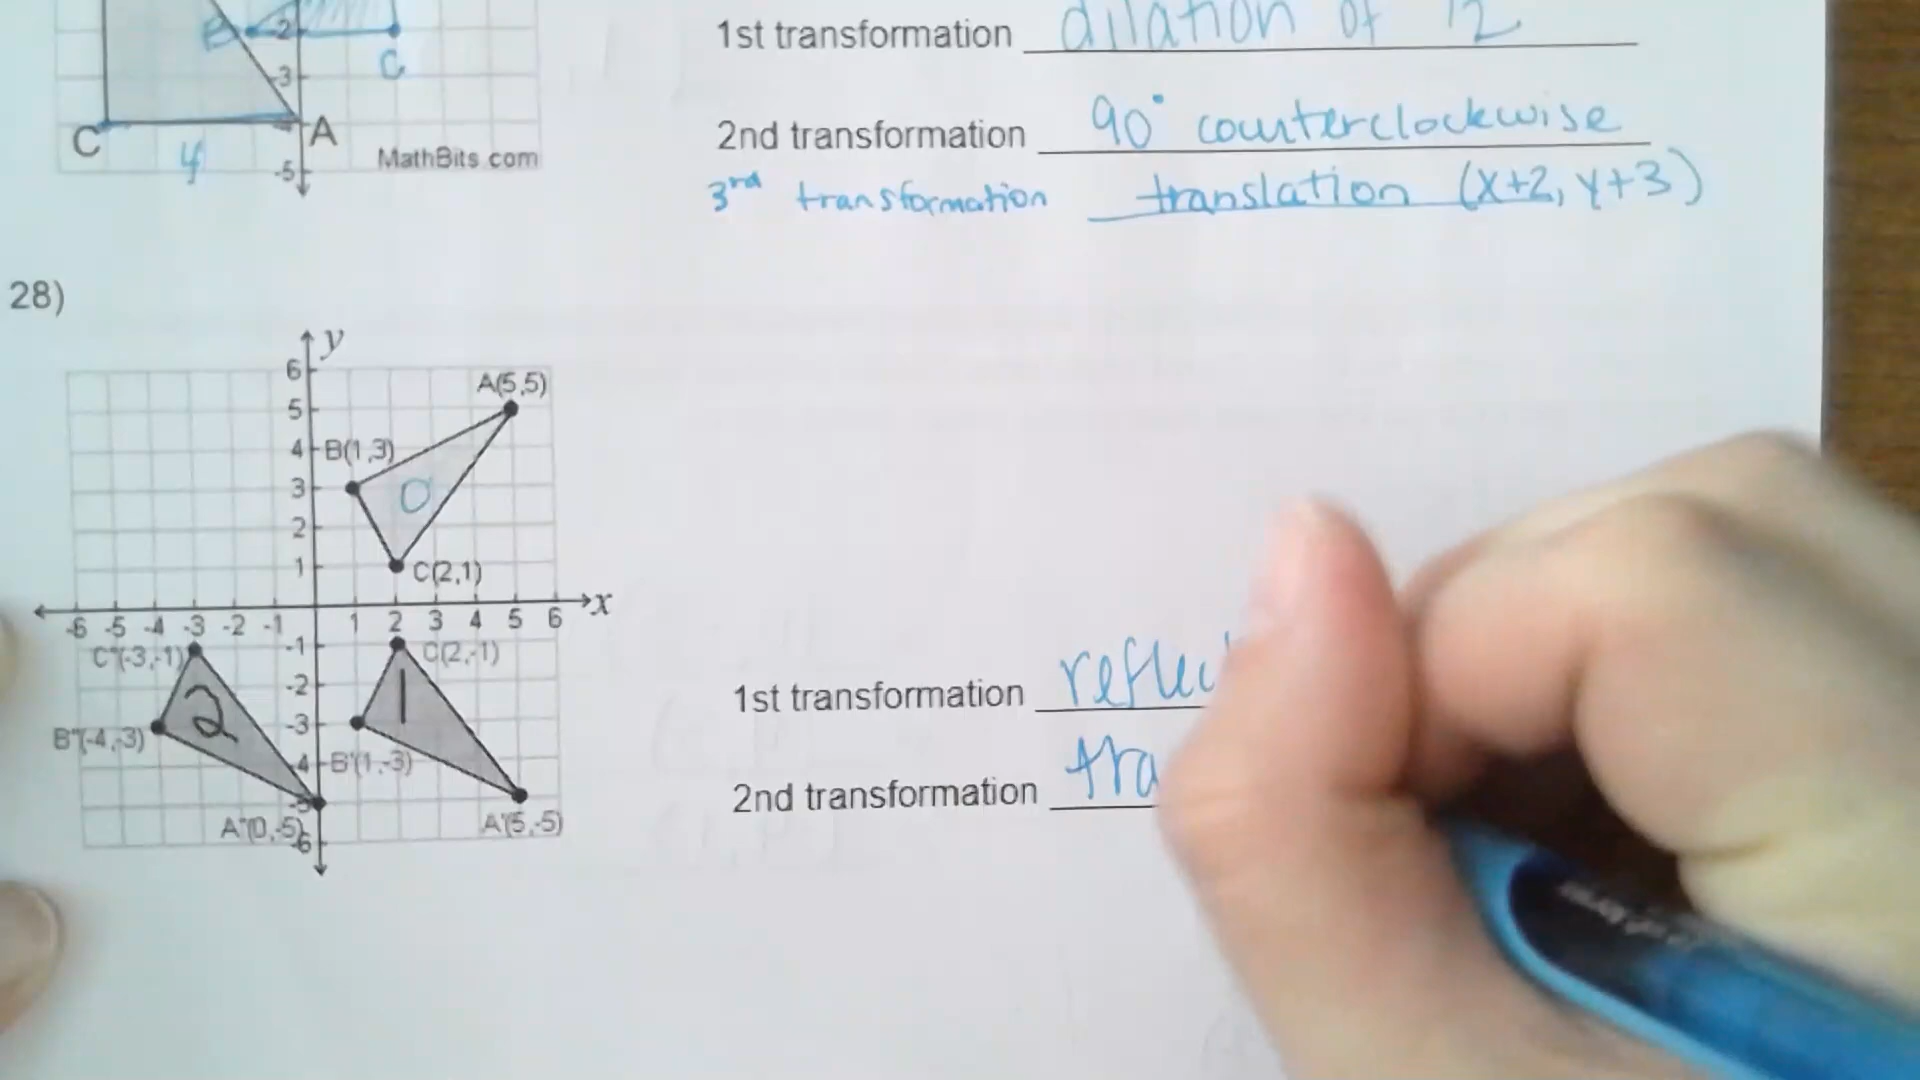 B -2
C
-3
C A
4
-5
MathBits.com
1st transformation dilation of
2nd transformation 90° counterclockwise
3rd transformation translation (x+2, y+3)
28)
y
6
A(5,5)
5
4 B(1,3)
3
0
2
1 C(2,1)
x
-6 -5 -4 -3 -2 -1 1 2 3 4 5 6
C"(-3,-1) -1 C(2,-1)
-2
2 1
-3
B"(-4,-3) -4 B'(1,-3)
-5
A"(0,-5) A'(5,-5)
-6
1st transformation reflec
2nd transformation tra